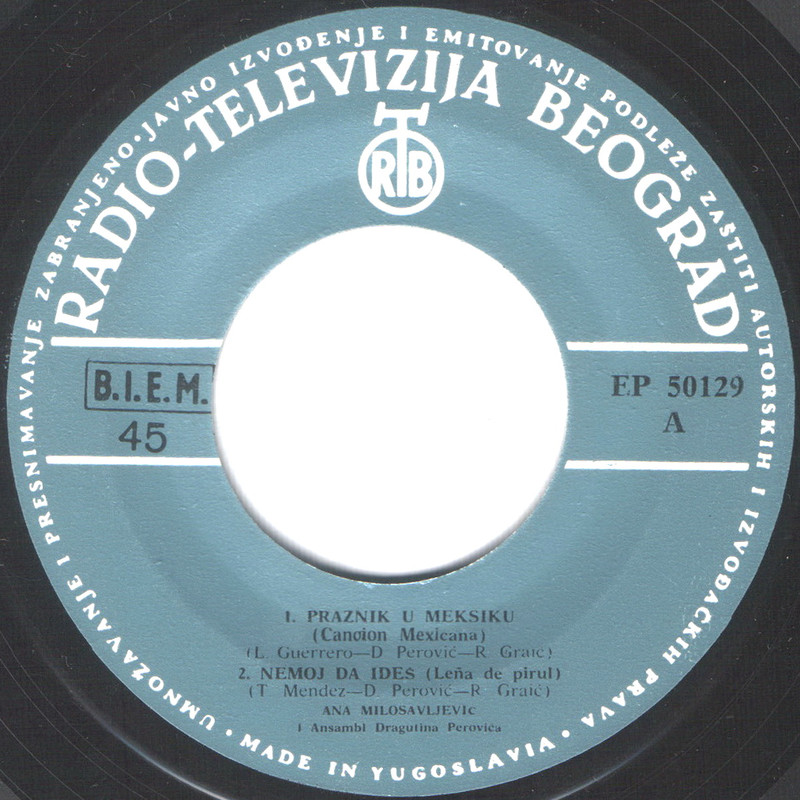 UMNOŽAVANJE I PRESNIMAVANJE ZABRANJENO·JAVNO IZVOĐENJE I EMITOVANJE PODLEŽE ZAŠTITI AUTORSKIH I IZVOĐAČKIH PRAVA ·
RADIO-TELEVIZIJA BEOGRAD
RTB
B.I.E.M.
45
EP 50129
A
1. PRAZNIK U MEKSIKU
(Canoion Mexicana)
(L. Guerrero—D Perović—R Graić)
2. NEMOJ DA IDEŠ (Leña de pirul)
(T Mendez—D. Perović—R Graić)
ANA MILOSAVLJEVIĆ
i Ansambl Dragutina Perovića
· MADE IN YUGOSLAVIA ·